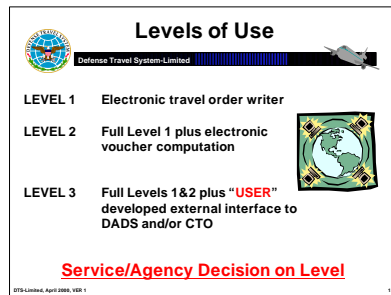 Levels of Use
Defense Travel System-Limited
LEVEL 1 Electronic travel order writer
LEVEL 2 Full Level 1 plus electronic
voucher computation
LEVEL 3 Full Levels 1&2 plus “USER”
developed external interface to
DADS and/or CTO
Service/Agency Decision on Level
DTS-Limited, April 2000, VER 1